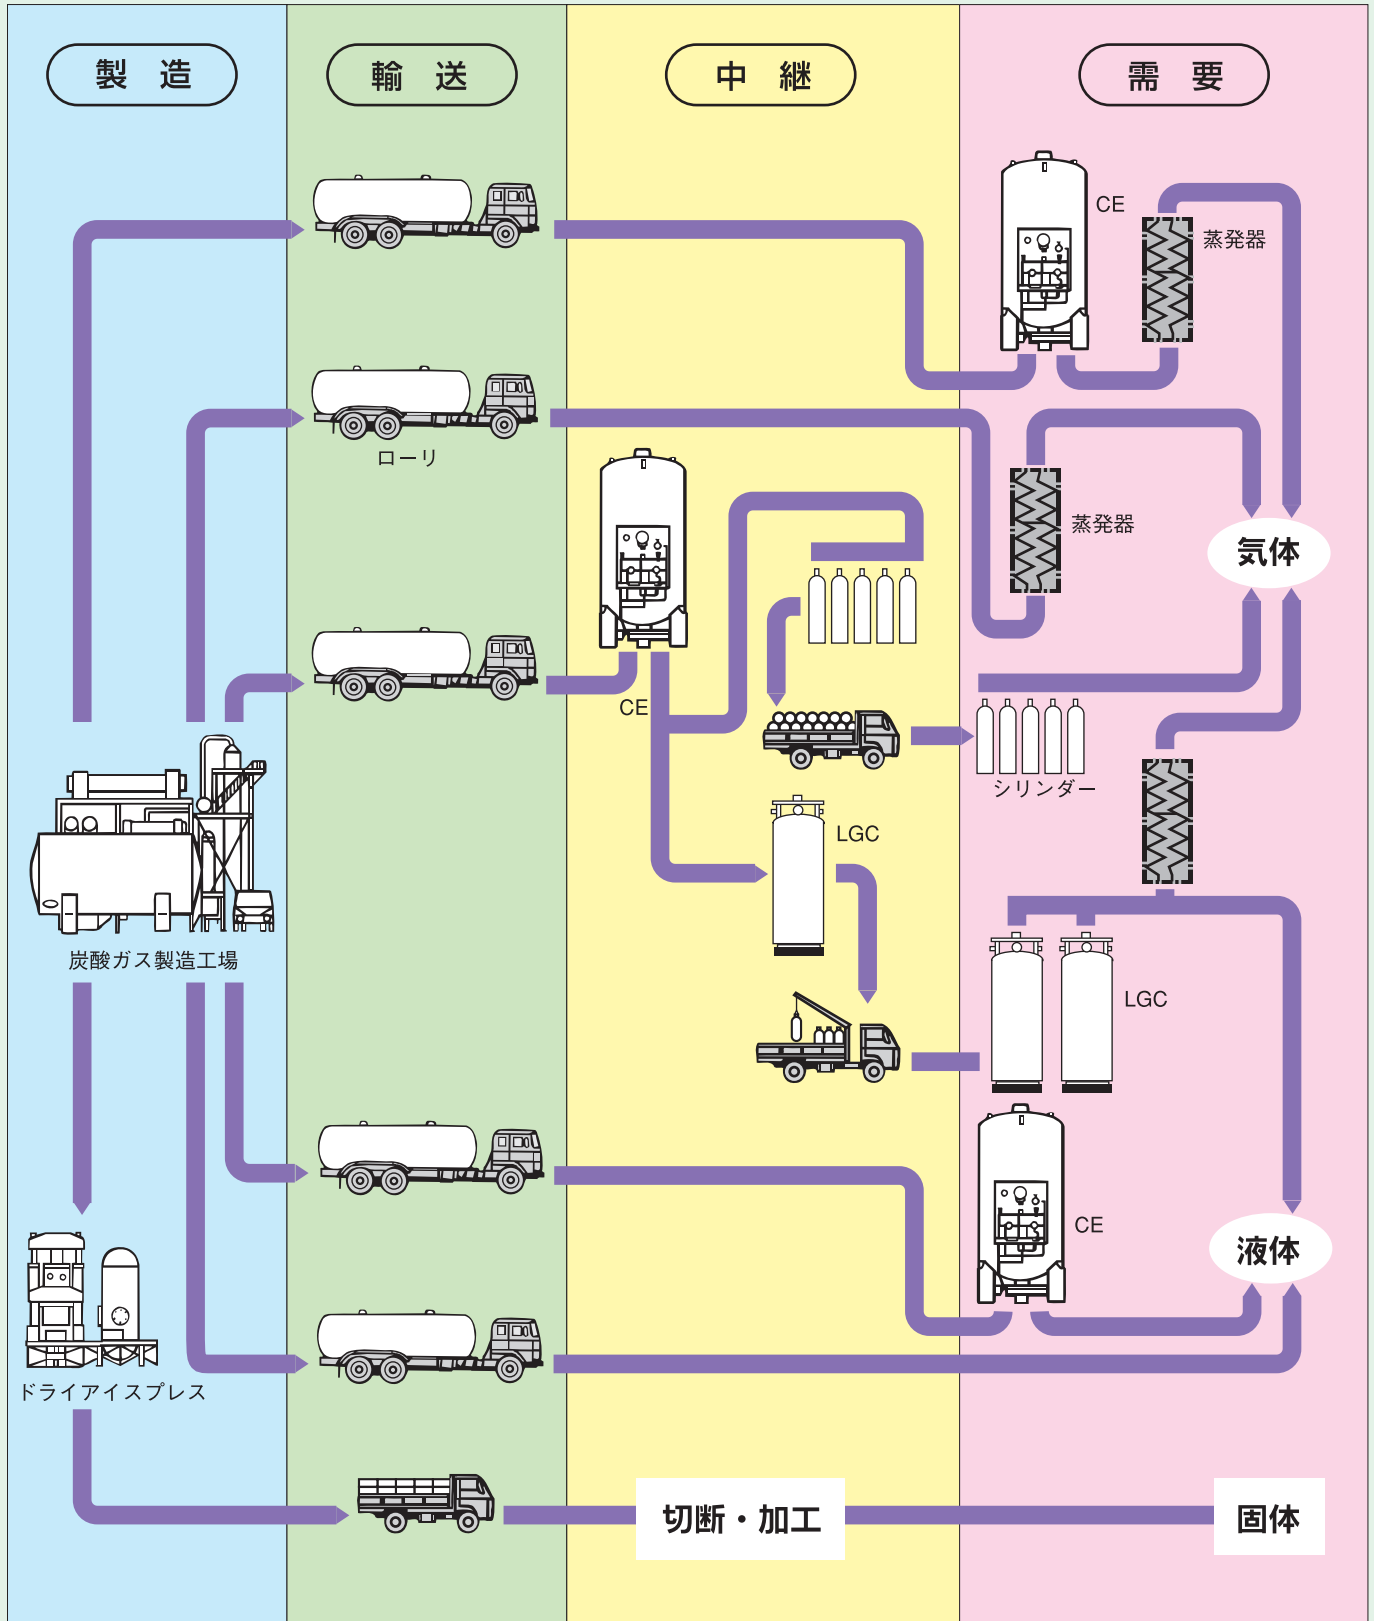 製造
輸送
中継
需要
CE
蒸発器
ローリ
蒸発器
気体
CE
シリンダー
LGC
炭酸ガス製造工場
LGC
CE
液体
ドライアイスプレス
切断・加工
固体